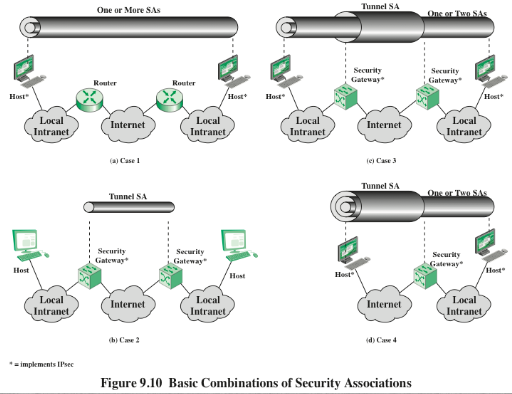 One or More SAs
Router
Router
Host*
Host*
Local
Intranet
Internet
Local
Intranet
(a) Case 1
Tunnel SA
One or Two SAs
Security
Gateway*
Security
Gateway*
Host*
Host*
Local
Intranet
Internet
Local
Intranet
(c) Case 3
Tunnel SA
Security
Gateway*
Security
Gateway*
Host
Host
Local
Intranet
Internet
Local
Intranet
(b) Case 2
Tunnel SA
One or Two SAs
Security
Gateway*
Host*
Host*
Internet
Local
Intranet
(d) Case 4
* = implements IPsec
Figure 9.10 Basic Combinations of Security Associations